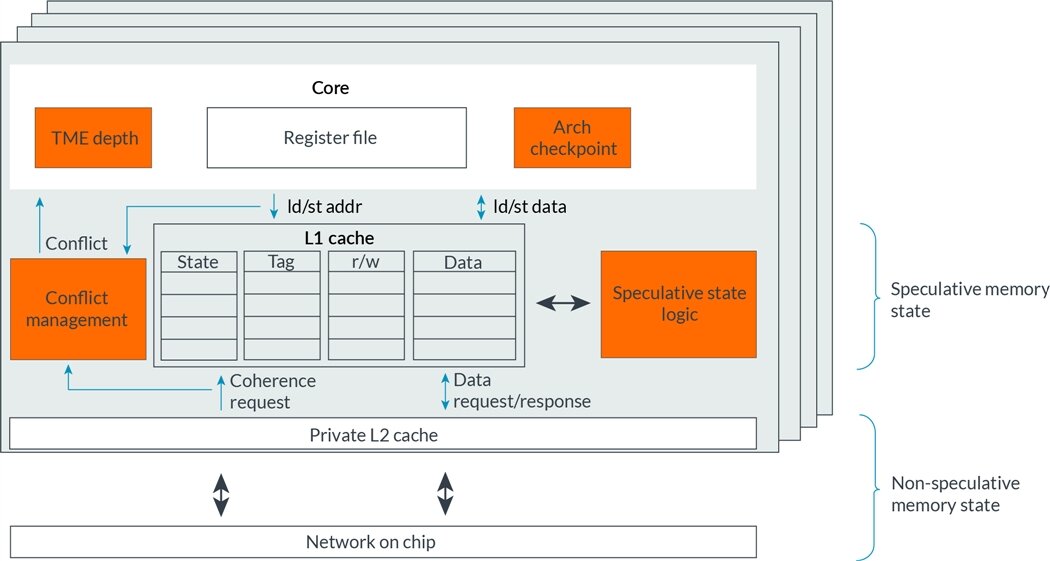 Core
TME depth
Register file
Arch
checkpoint
ld/st addr
ld/st data
Conflict
L1 cache
State
Tag
r/w
Data
Conflict
management
Speculative state
logic
Speculative memory
state
Coherence
request
Data
request/response
Private L2 cache
Non-speculative
memory state
Network on chip